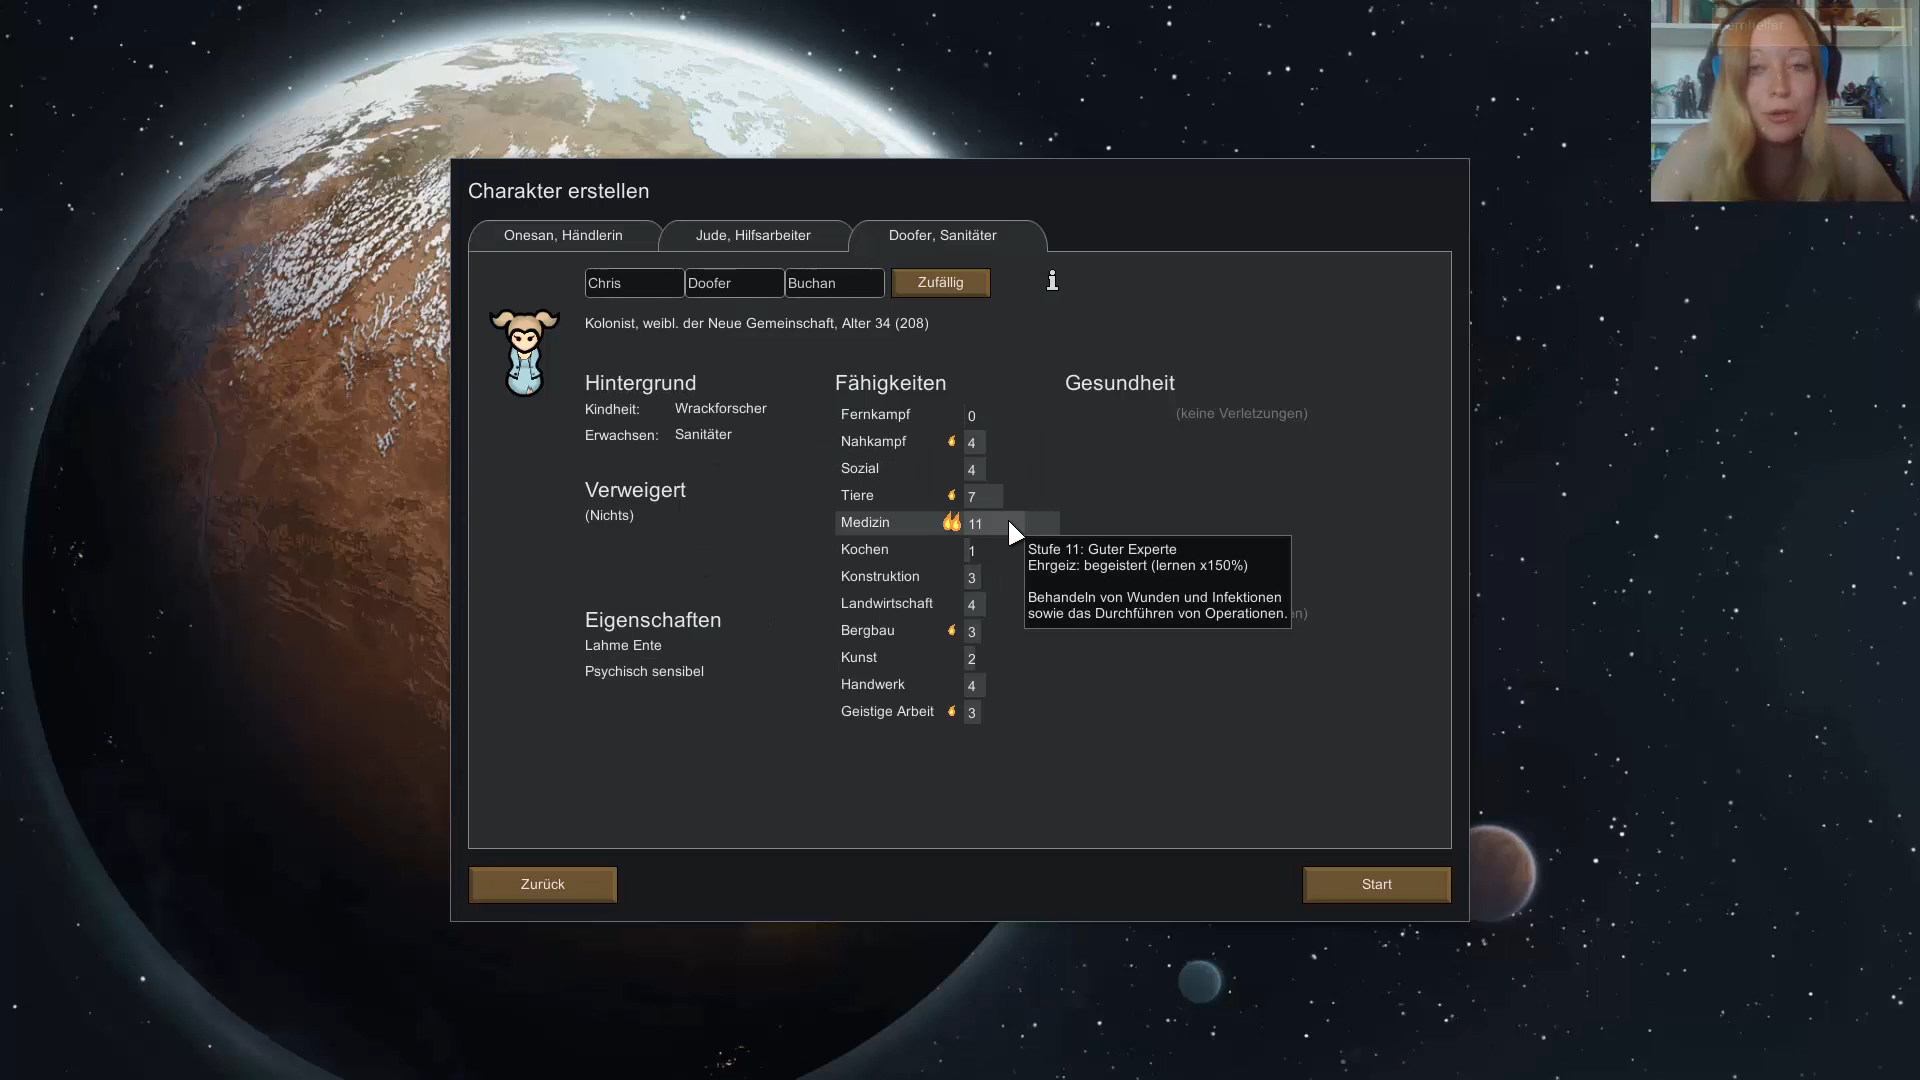 Charakter erstellen
Onesan, Händlerin
Jude, Hilfsarbeiter
Doofer, Sanitäter
Chris
Doofer
Buchan
Zufällig
Kolonist, weibl. der Neue Gemeinschaft, Alter 34 (208)
Hintergrund
Kindheit: Wrackforscher
Erwachsen: Sanitäter
Verweigert
(Nichts)
Eigenschaften
Lahme Ente
Psychisch sensibel
Fähigkeiten
Fernkampf 0
Nahkampf 4
Sozial 4
Tiere 7
Medizin 11
Kochen 1
Konstruktion 3
Landwirtschaft 4
Bergbau 3
Kunst 2
Handwerk 4
Geistige Arbeit 3
Gesundheit
(keine Verletzungen)
Stufe 11: Guter Experte
Ehrgeiz: begeistert (lernen x150%)
Behandeln von Wunden und Infektionen
sowie das Durchführen von Operationen.
Zurück
Start